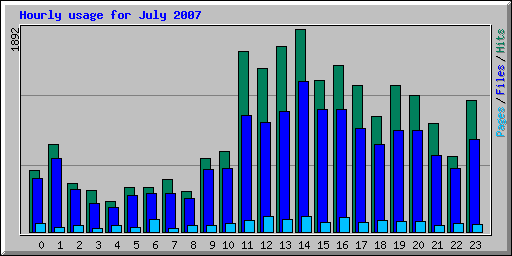 Hourly usage for July 2007
1892
Pages/Files/Hits
0 1 2 3 4 5 6 7 8 9 10 11 12 13 14 15 16 17 18 19 20 21 22 23